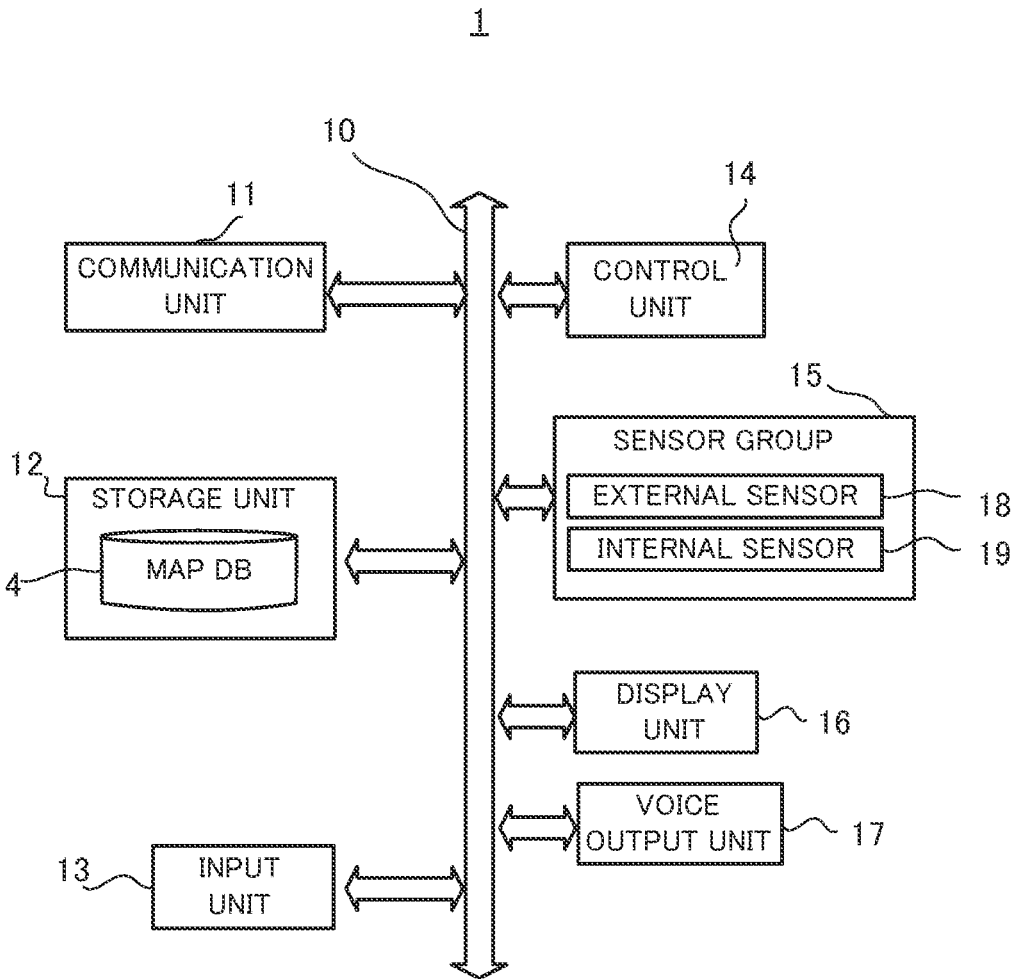 1
10
11
COMMUNICATION
UNIT
14
CONTROL
UNIT
15
SENSOR GROUP
EXTERNAL SENSOR
18
INTERNAL SENSOR
19
12
STORAGE UNIT
MAP DB
4
DISPLAY
UNIT
16
VOICE
OUTPUT UNIT
17
13
INPUT
UNIT